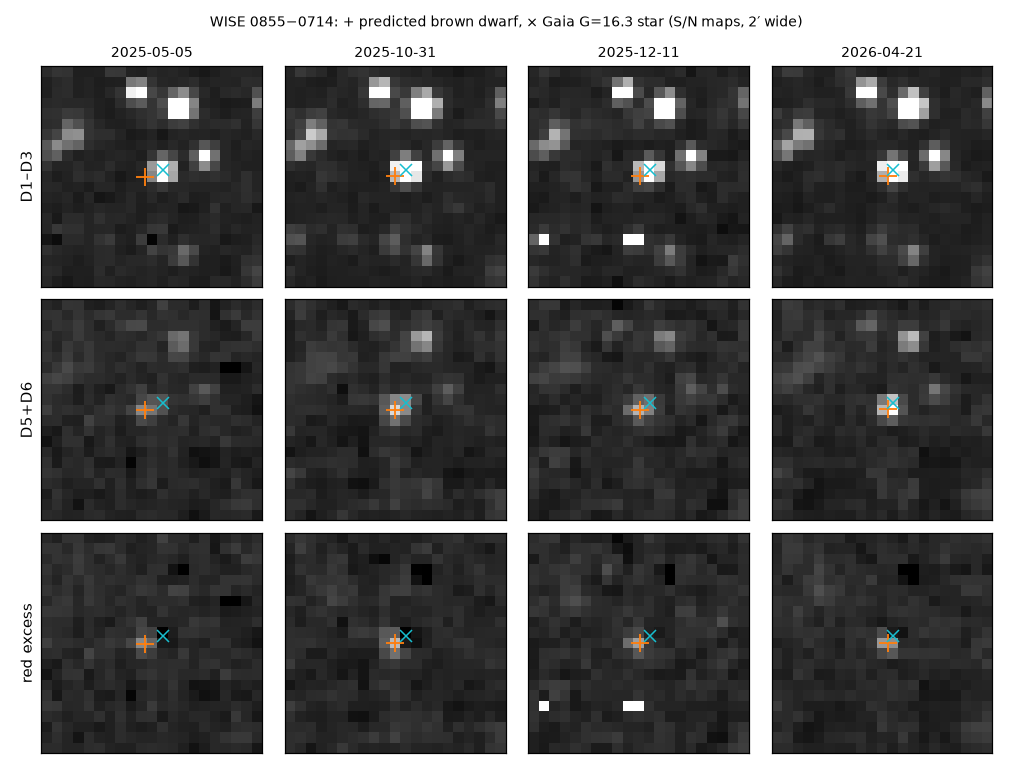 WISE 0855−0714: + predicted brown dwarf, × Gaia G=16.3 star (S/N maps, 2′ wide)
2025-05-05
2025-10-31
2025-12-11
2026-04-21
D1–D3
D5+D6
red excess